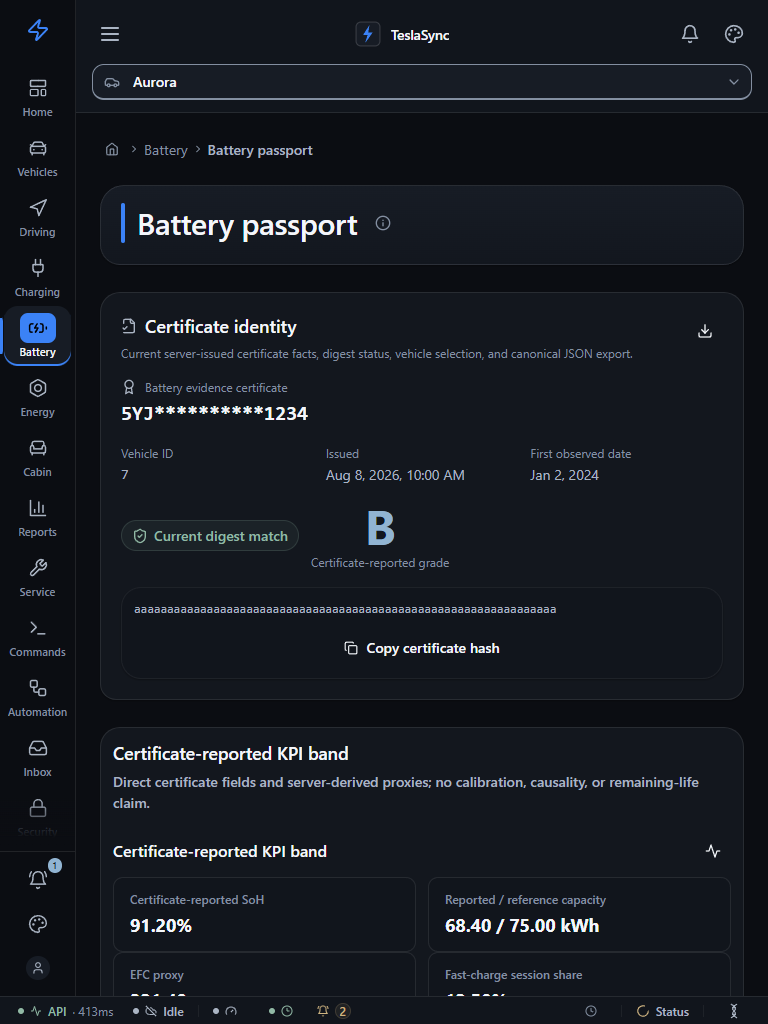 TeslaSync
Aurora
Home
Vehicles
Driving
Charging
Battery
Energy
Cabin
Reports
Service
Commands
Automation
Inbox
Security
1
Battery
Battery passport
Battery passport
Certificate identity
Current server-issued certificate facts, digest status, vehicle selection, and canonical JSON export.
Battery evidence certificate
5YJ**********1234
Vehicle ID
7
Issued
Aug 8, 2026, 10:00 AM
First observed date
Jan 2, 2024
Current digest match
B
Certificate-reported grade
aaaaaaaaaaaaaaaaaaaaaaaaaaaaaaaaaaaaaaaaaaaaaaaaaaaaaaaaaaaaaaaa
Copy certificate hash
Certificate-reported KPI band
Direct certificate fields and server-derived proxies; no calibration, causality, or remaining-life
claim.
Certificate-reported KPI band
Certificate-reported SoH
91.20%
Reported / reference capacity
68.40 / 75.00 kWh
EFC proxy
Fast-charge session share
API · 413ms
Idle
2
Status